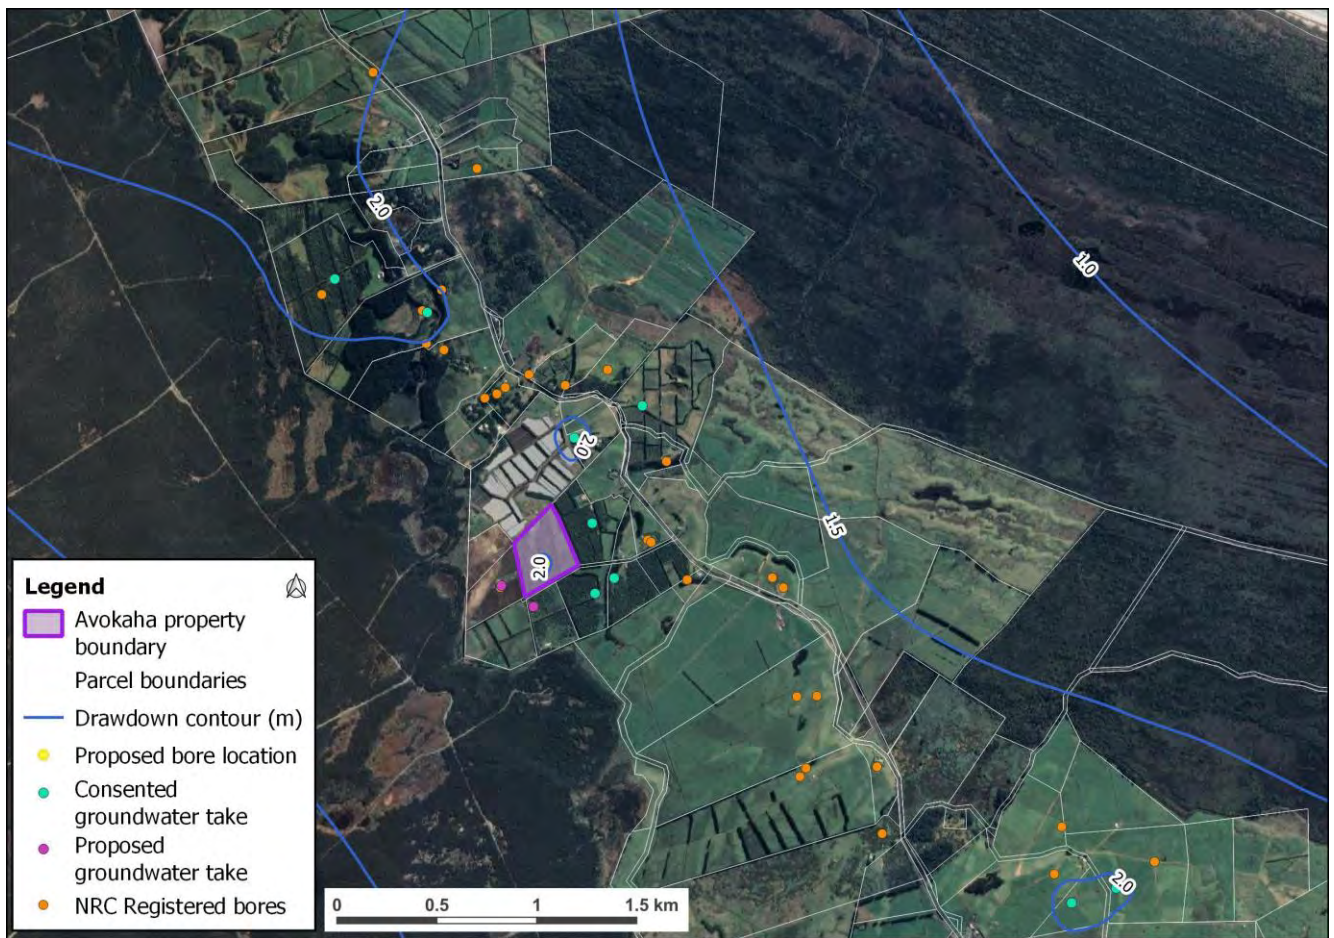 2.0
1.0
2.0
1.5
2.0
2.0
Legend
Avokaha property
boundary
Parcel boundaries
Drawdown contour (m)
Proposed bore location
Consented
groundwater take
Proposed
groundwater take
NRC Registered bores
0 0.5 1 1.5 km